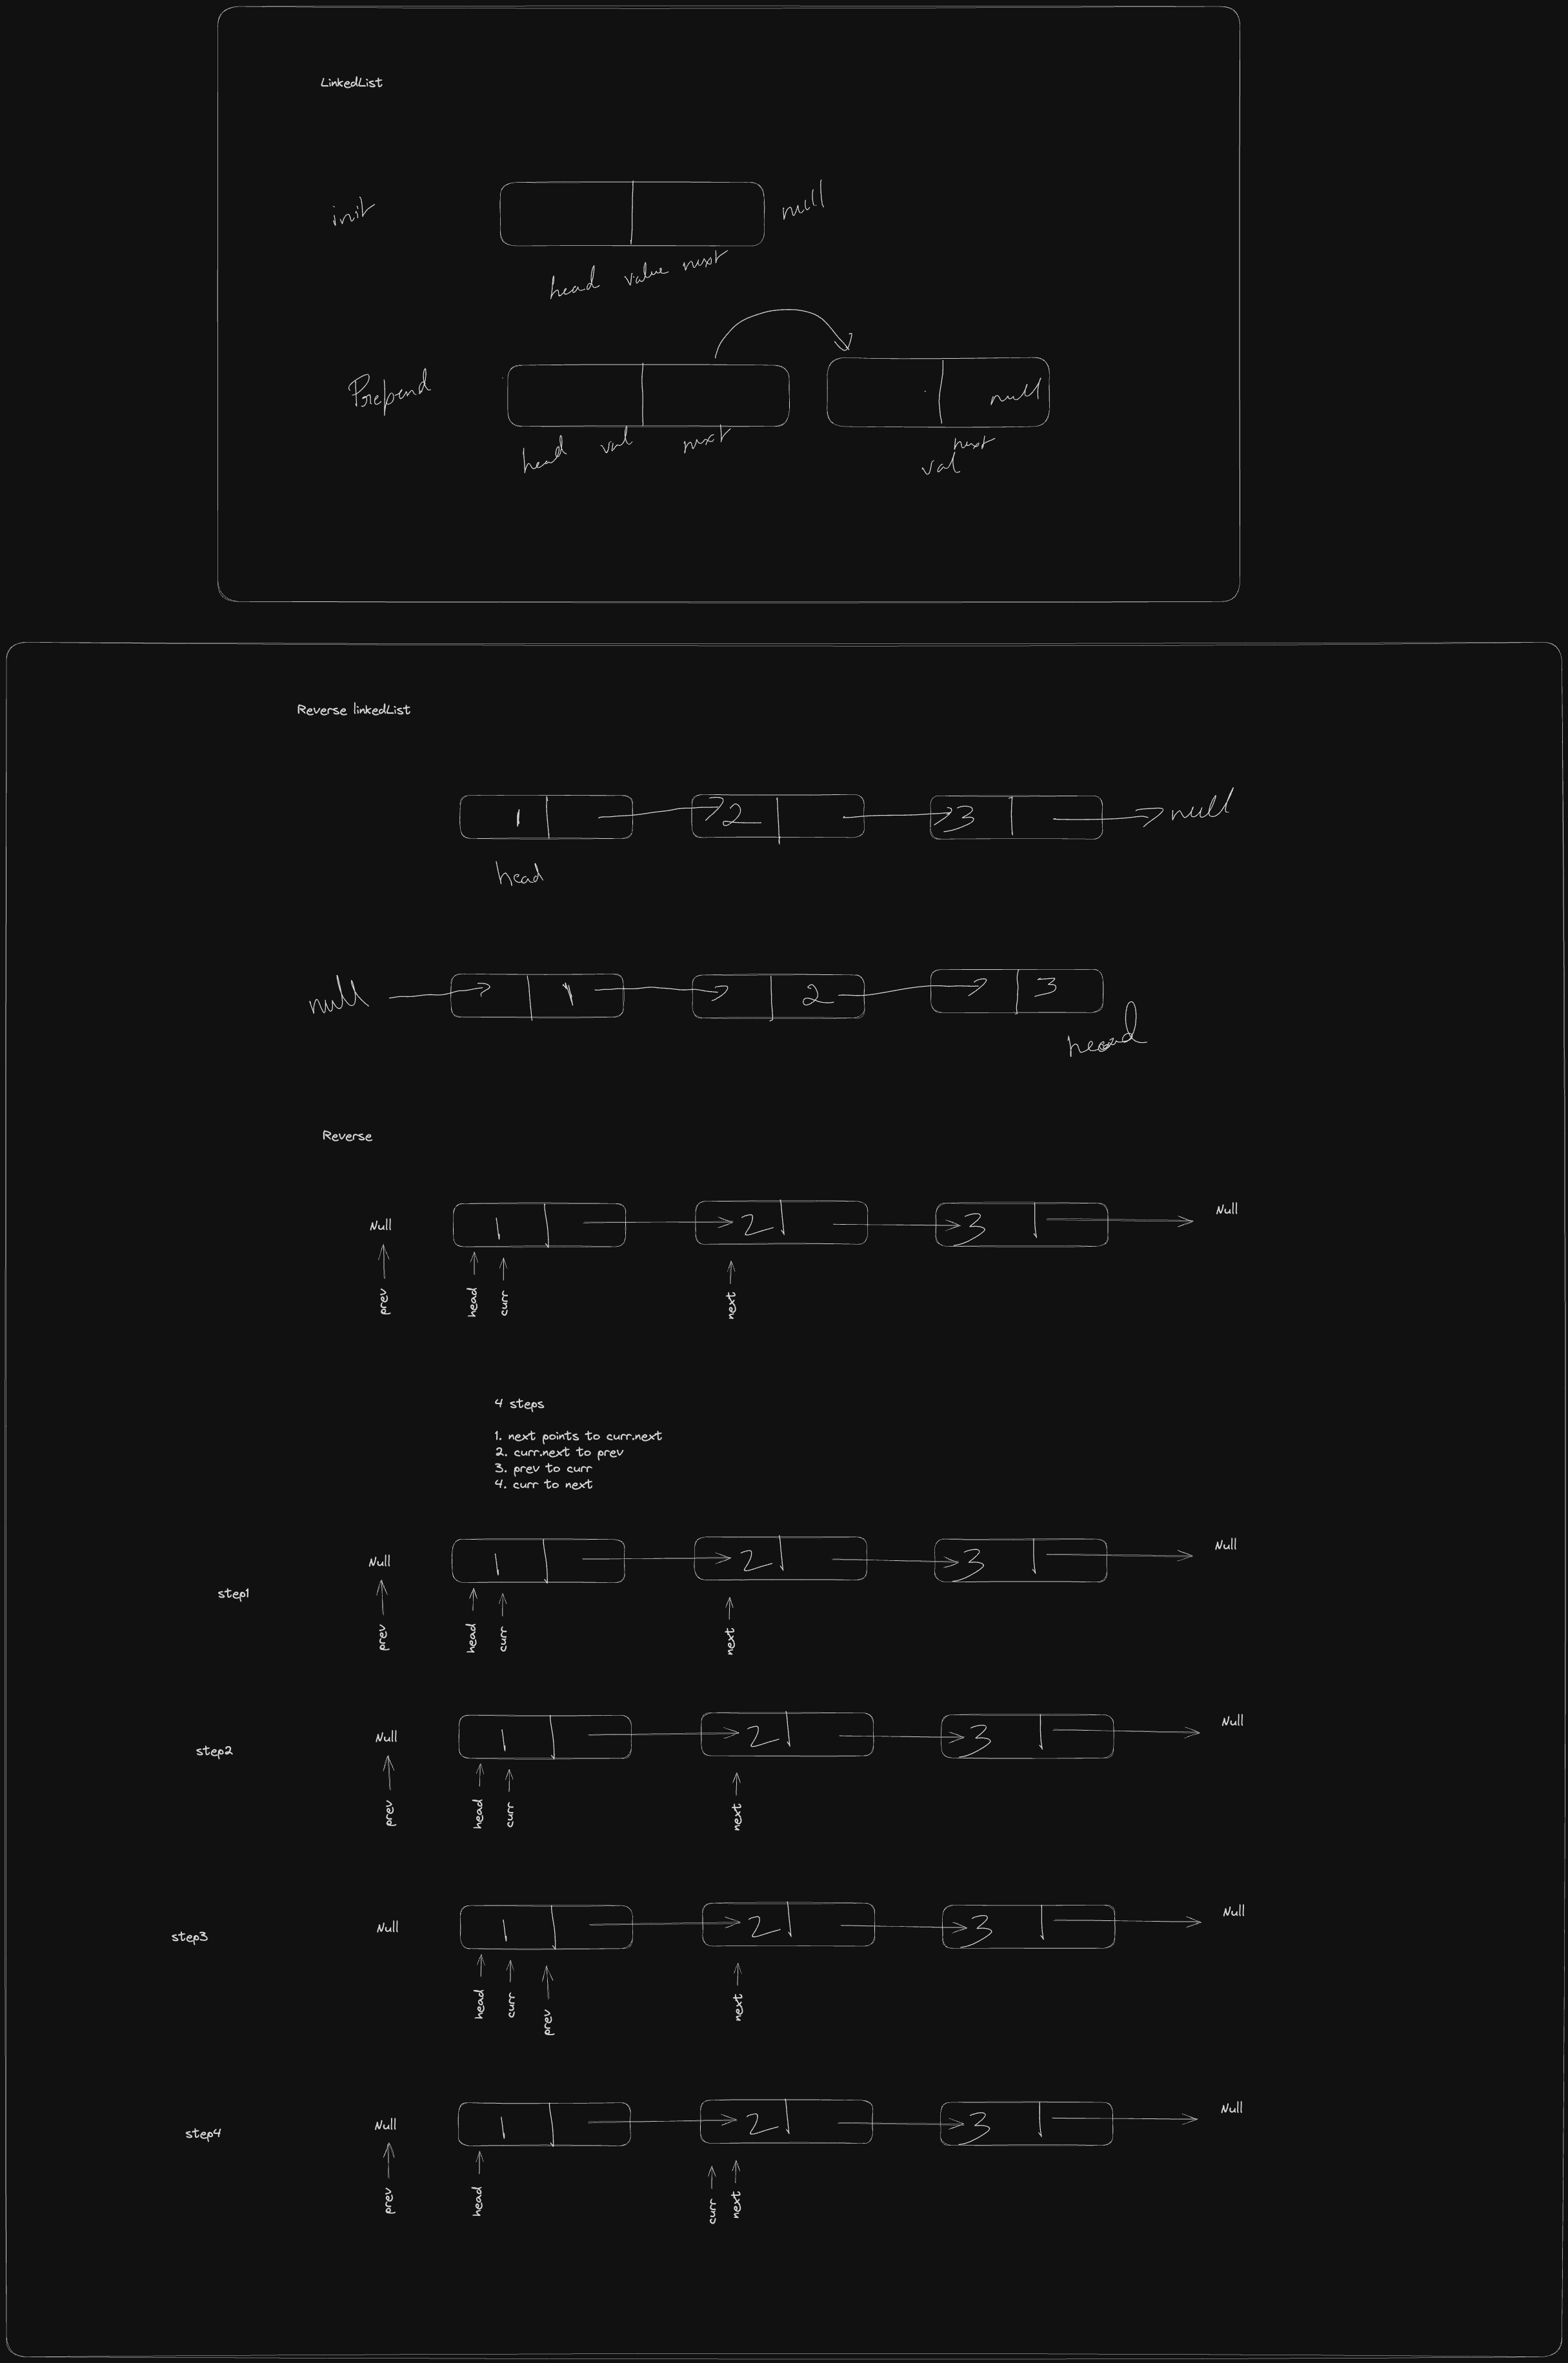 LinkedList
init
null
head value next
Prepend
null
head val next
next
val
Reverse linkedList
1 2 3 null
head
null 1 2 3
head
Reverse
Null 1 2 3 Null
prev head curr next
4 steps
1. next points to curr.next
2. curr.next to prev
3. prev to curr
4. curr to next
Null 1 2 3 Null
step1
prev head curr next
Null 1 2 3 Null
step2
prev head curr next
Null 1 2 3 Null
step3
head curr prev next
Null 1 2 3 Null
step4
prev head curr next